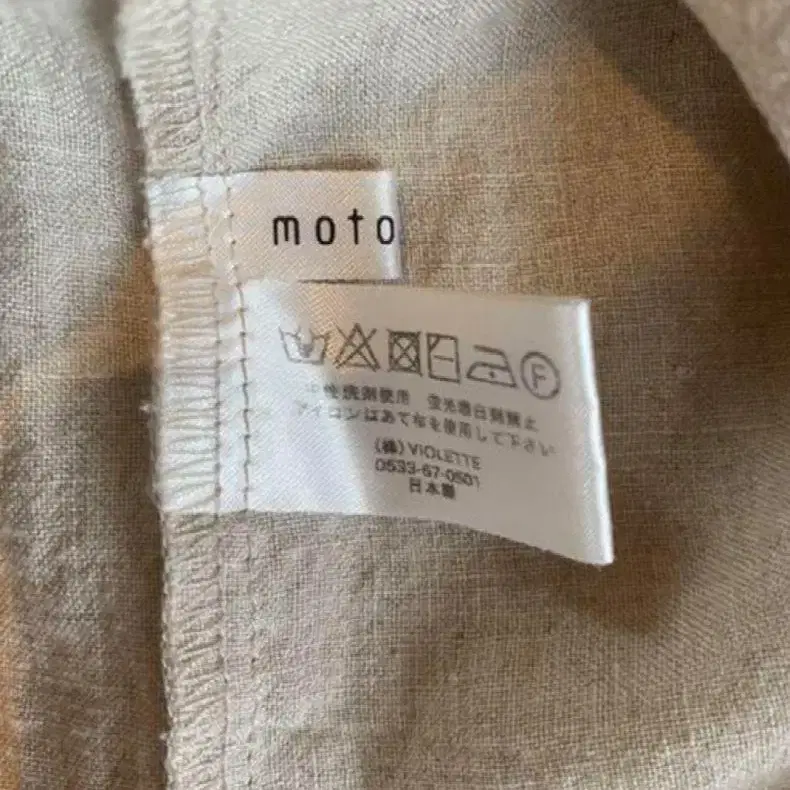 moto
F
中性洗剤使用 蛍光増白剤禁止
アイロンはあて布を使用して下さい
(株) VIOLETTE
0533-67-0501
日本製